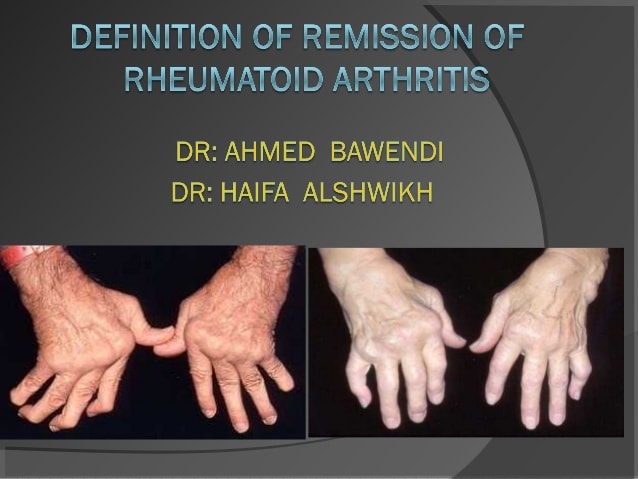 DEFINITION OF REMISSION OF
RHEUMATOID ARTHRITIS
DR: AHMED BAWENDI
DR: HAIFA ALSHWIKH